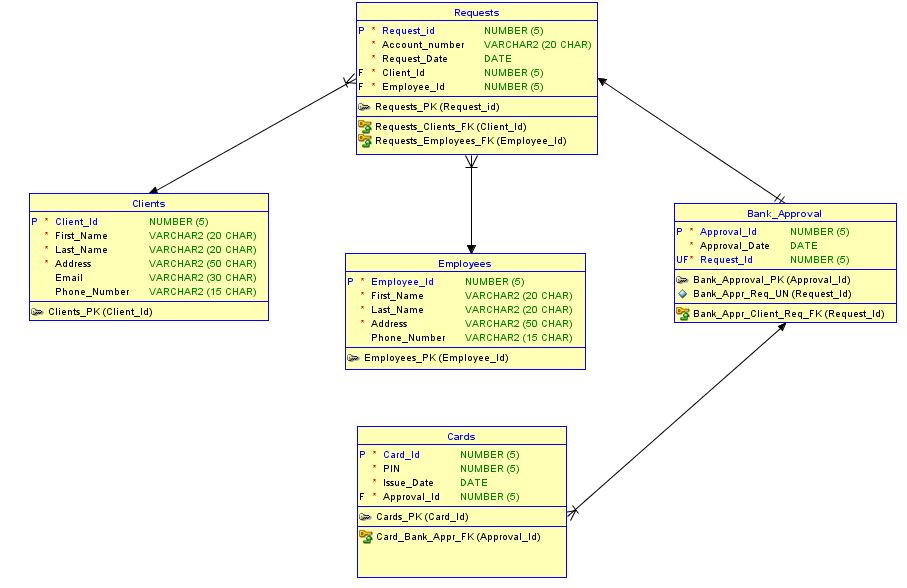 Requests
P * Request_id NUMBER (5)
* Account_number VARCHAR2 (20 CHAR)
* Request_Date DATE
F * Client_Id NUMBER (5)
F * Employee_Id NUMBER (5)
Requests_PK (Request_id)
Requests_Clients_FK (Client_Id)
Requests_Employees_FK (Employee_Id)
Clients
P * Client_Id NUMBER (5)
* First_Name VARCHAR2 (20 CHAR)
* Last_Name VARCHAR2 (20 CHAR)
* Address VARCHAR2 (50 CHAR)
Email VARCHAR2 (30 CHAR)
Phone_Number VARCHAR2 (15 CHAR)
Clients_PK (Client_Id)
Bank_Approval
P * Approval_Id NUMBER (5)
* Approval_Date DATE
UF* Request_Id NUMBER (5)
Bank_Approval_PK (Approval_Id)
Bank_Appr_Req_UN (Request_Id)
Bank_Appr_Client_Req_FK (Request_Id)
Employees
P * Employee_Id NUMBER (5)
* First_Name VARCHAR2 (20 CHAR)
* Last_Name VARCHAR2 (20 CHAR)
* Address VARCHAR2 (50 CHAR)
Phone_Number VARCHAR2 (15 CHAR)
Employees_PK (Employee_Id)
Cards
P * Card_Id NUMBER (5)
* PIN NUMBER (5)
* Issue_Date DATE
F * Approval_Id NUMBER (5)
Cards_PK (Card_Id)
Card_Bank_Appr_FK (Approval_Id)